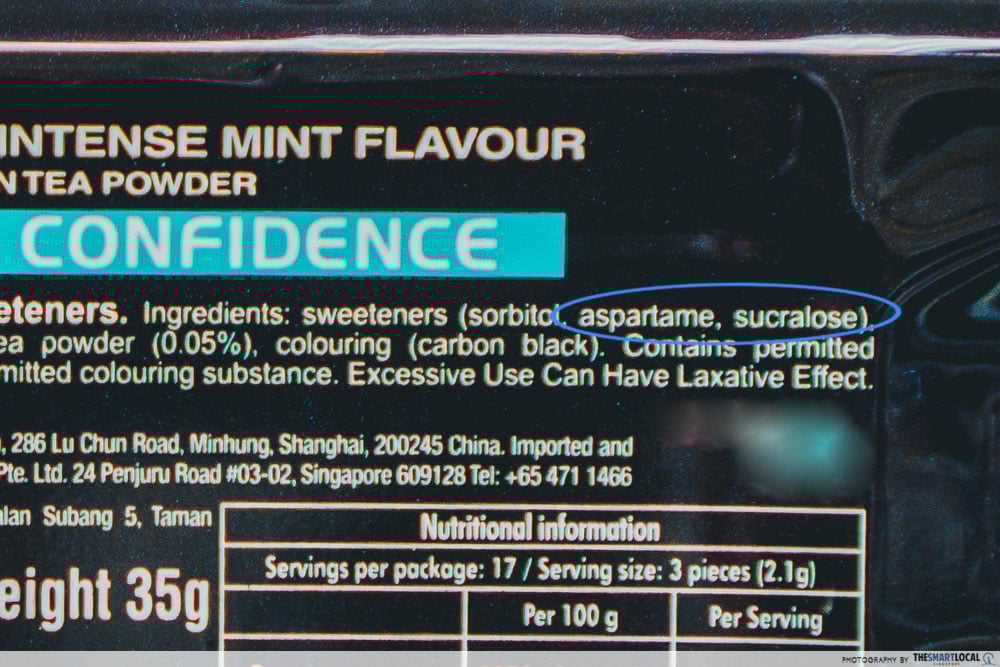 INTENSE MINT FLAVOUR
N TEA POWDER
CONFIDENCE
eteners. Ingredients: sweeteners (sorbitol, aspartame, sucralose),
ea powder (0.05%), colouring (carbon black). Contains permitted
mitted colouring substance. Excessive Use Can Have Laxative Effect.
, 286 Lu Chun Road, Minhung, Shanghai, 200245 China. Imported and
Pte. Ltd. 24 Penjuru Road #03-02, Singapore 609128 Tel: +65 471 1466
alan Subang 5, Taman
eight 35g
Nutritional information
Servings per package: 17 / Serving size: 3 pieces (2.1g)
Per 100 g Per Serving
PHOTOGRAPHY BY THESMARTLOCAL